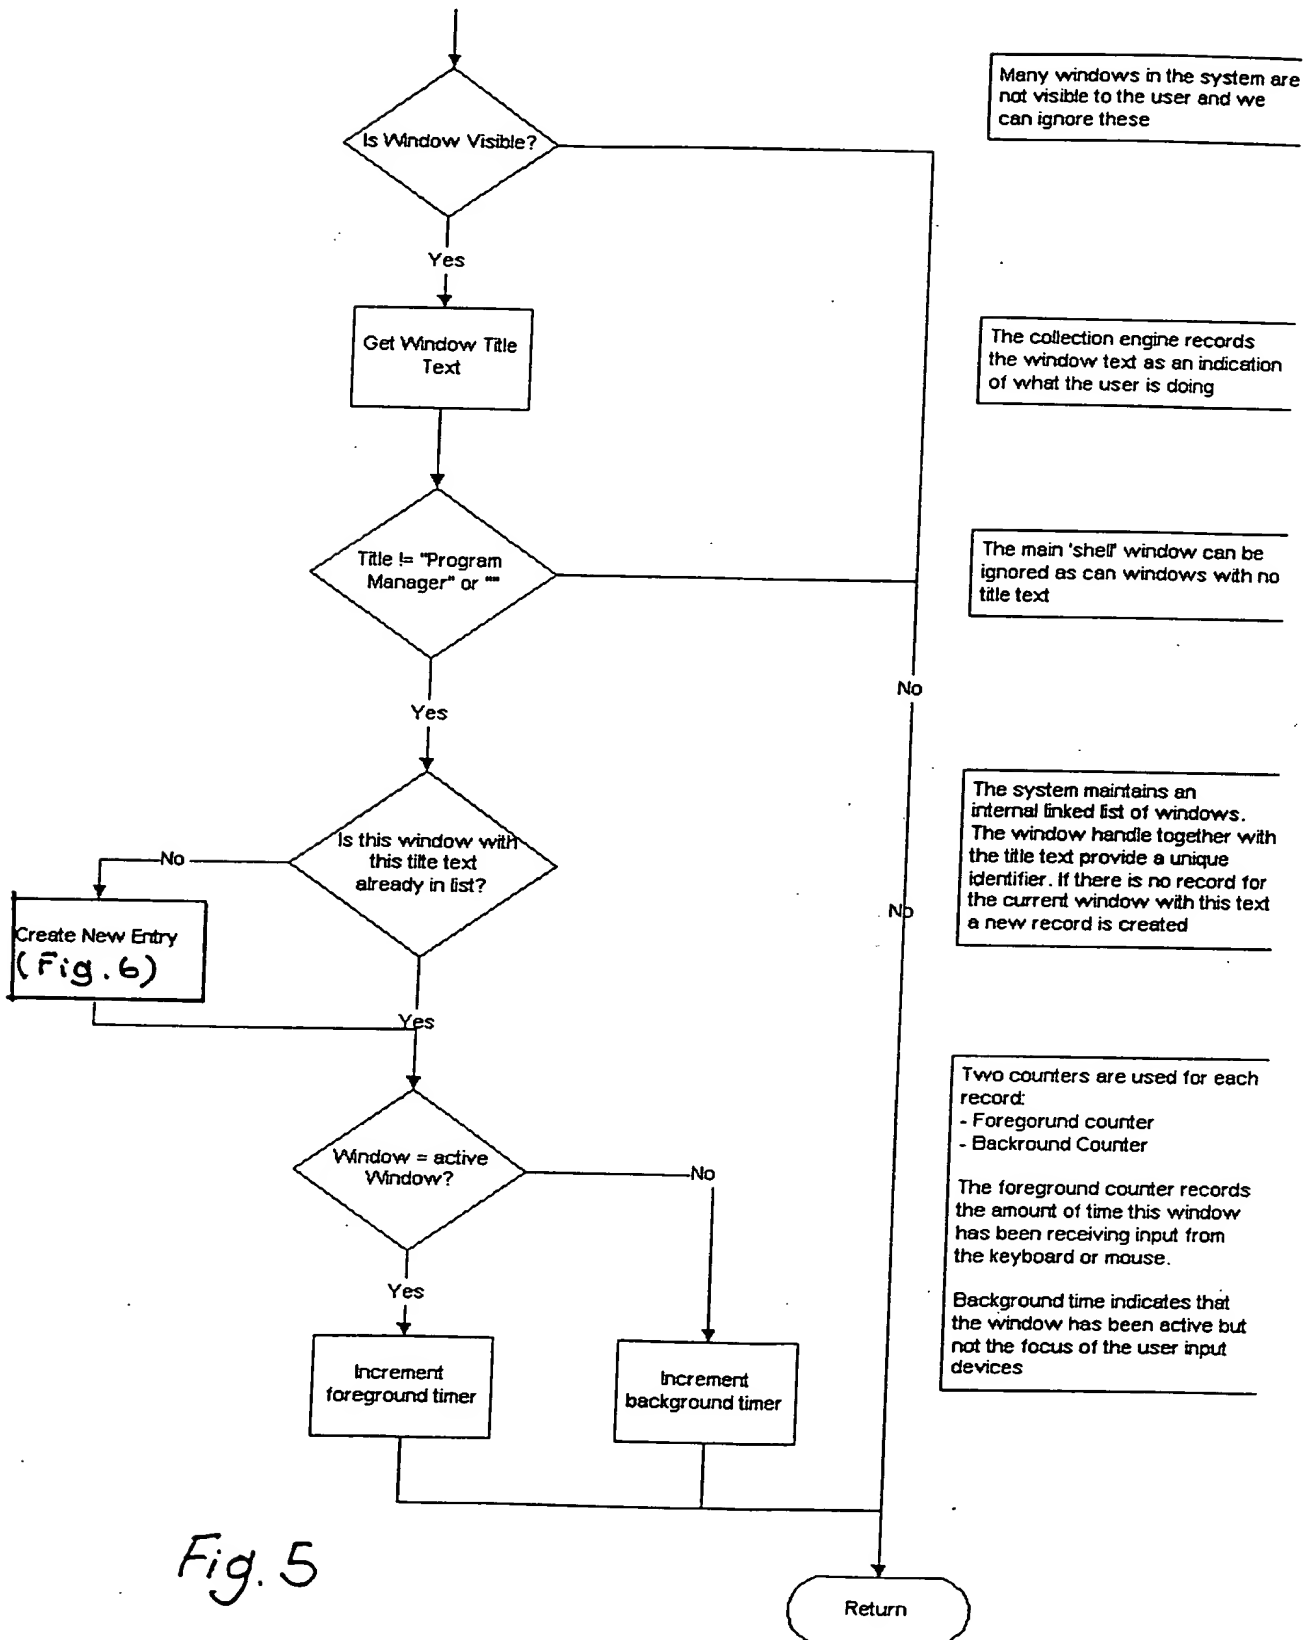 Is Window Visible?
Many windows in the system are
not visible to the user and we
can ignore these
Yes
Get Window Title
Text
The collection engine records
the window text as an indication
of what the user is doing
Title != "Program
Manager" or ""
The main 'shell' window can be
ignored as can windows with no
title text
No
Yes
Is this window with
this title text
already in list?
No
The system maintains an
internal linked list of windows.
The window handle together with
the title text provide a unique
identifier. If there is no record for
the current window with this text
a new record is created
No
Create New Entry
(Fig. 6)
Yes
Window = active
Window?
No
Two counters are used for each
record:
- Foregorund counter
- Backround Counter
The foreground counter records
the amount of time this window
has been receiving input from
the keyboard or mouse.
Background time indicates that
the window has been active but
not the focus of the user input
devices
Yes
Increment
foreground timer
Increment
background timer
Fig. 5
Return